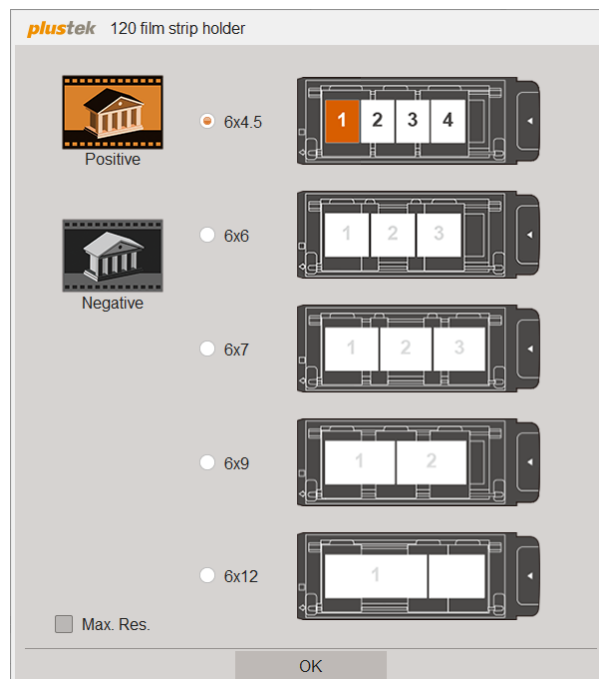 plustek 120 film strip holder
Positive
6x4.5
1 2 3 4
Negative
6x6
1 2 3
6x7
1 2 3
6x9
1 2
6x12
1
Max. Res.
OK